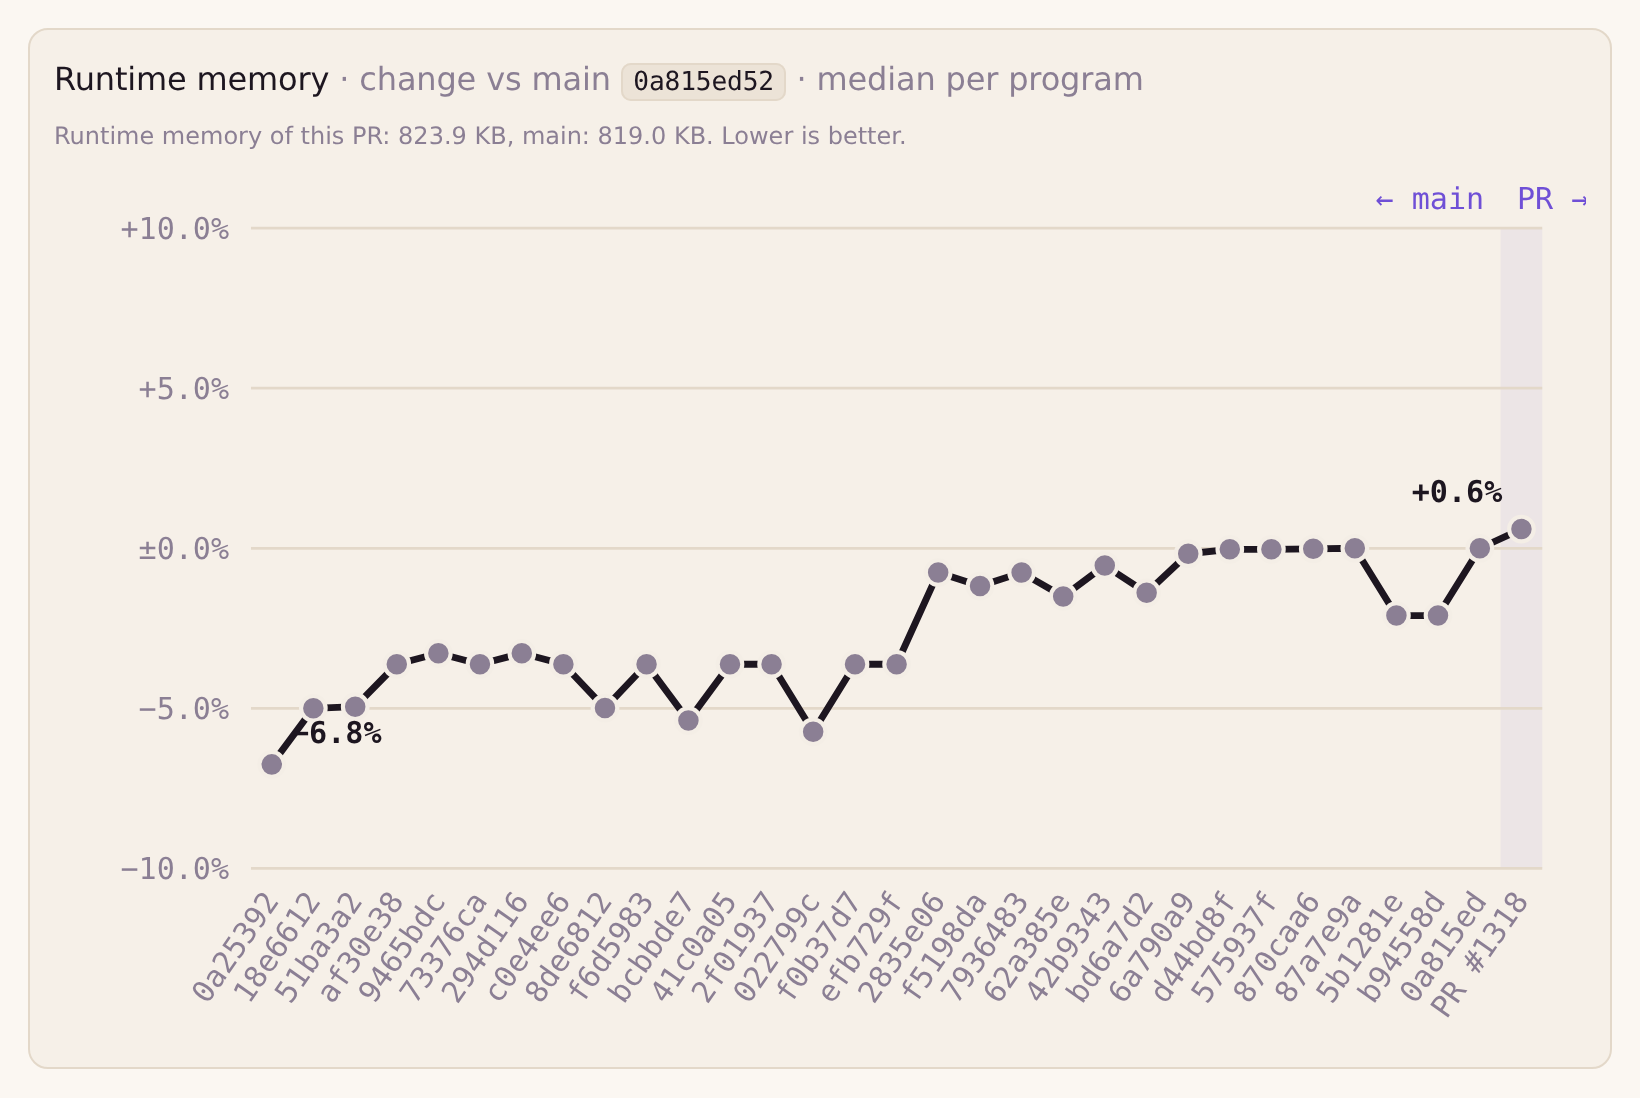 Runtime memory · change vs main 0a815ed52 · median per program
Runtime memory of this PR: 823.9 KB, main: 819.0 KB. Lower is better.
← main PR →
+10.0%
+5.0%
±0.0%
−5.0%
−10.0%
+0.6%
−6.8%
0a25392
18e6612
51ba3a2
af30e38
9465bdc
73376ca
294d116
c0e4ee6
8de6812
f6d5983
bcbbde7
41c0a05
2f01937
022799c
f0b37d7
efb729f
2835e06
f5198da
7936483
62a385e
42b9343
bd6a7d2
6a790a9
d44bd8f
575937f
870caa6
87a7e9a
5b1281e
b94558d
0a815ed
PR #1318